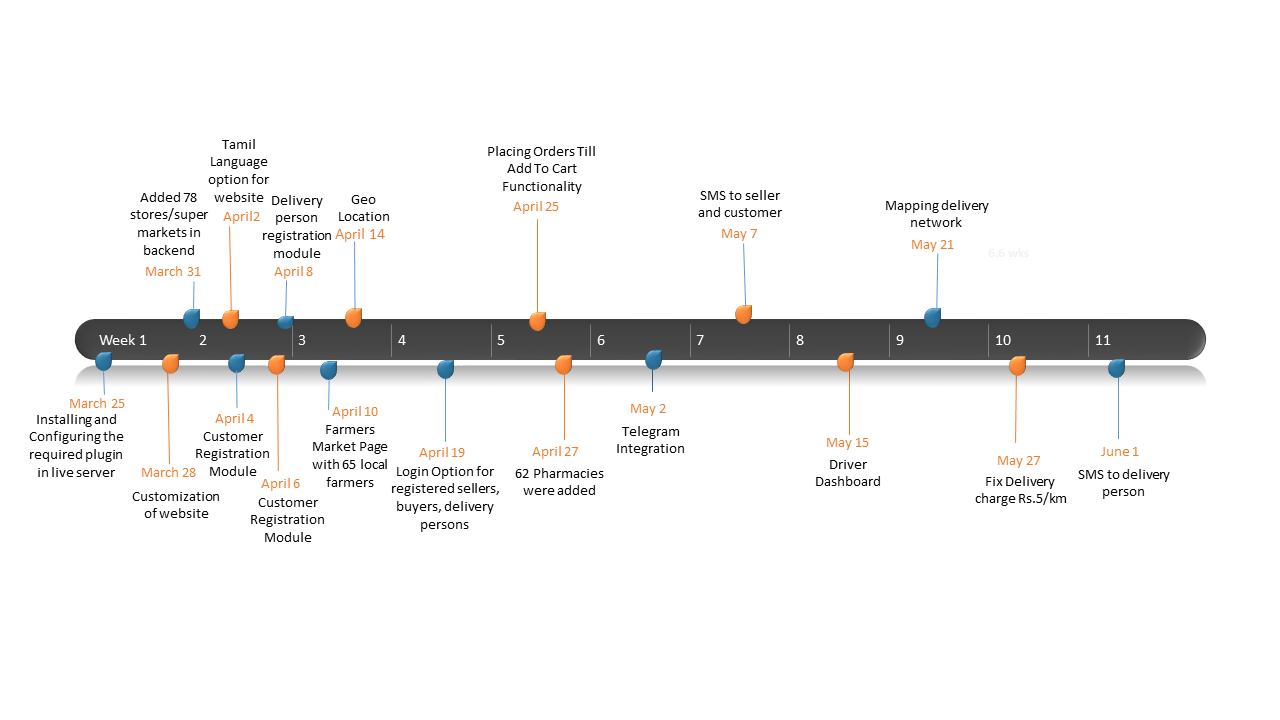 Tamil
Language
option for
website
April2
Added 78
stores/super
markets in
backend
March 31
Delivery
person
registration
module
April 8
Geo
Location
April 14
Placing Orders Till
Add To Cart
Functionality
April 25
SMS to seller
and customer
May 7
Mapping delivery
network
May 21
6.6 wks
Week 1
2
3
4
5
6
7
8
9
10
11
March 25
Installing and
Configuring the
required plugin
in live server
March 28
Customization
of website
April 4
Customer
Registration
Module
April 6
Customer
Registration
Module
April 10
Farmers
Market Page
with 65 local
farmers
April 19
Login Option for
registered sellers,
buyers, delivery
persons
April 27
62 Pharmacies
were added
May 2
Telegram
Integration
May 15
Driver
Dashboard
May 27
Fix Delivery
charge Rs.5/km
June 1
SMS to delivery
person